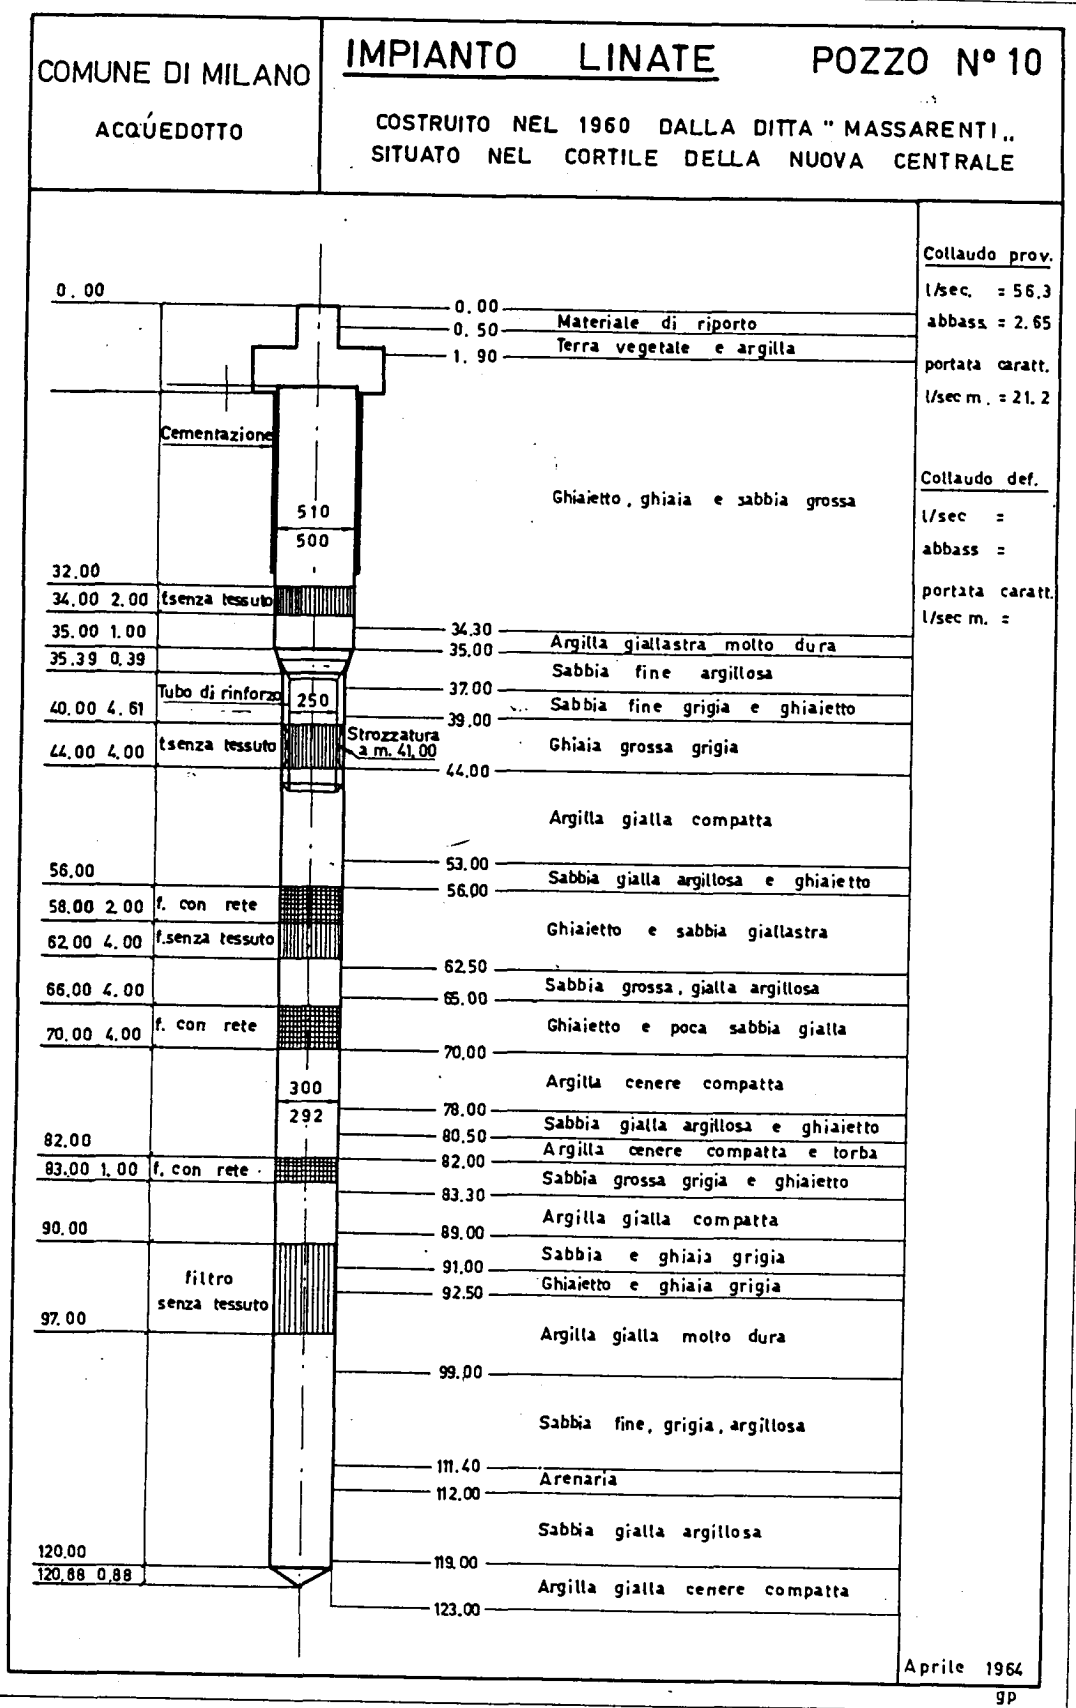 COMUNE DI MILANO
ACQUEDOTTO
IMPIANTO LINATE POZZO Nº 10
COSTRUITO NEL 1960 DALLA DITTA " MASSARENTI "
SITUATO NEL CORTILE DELLA NUOVA CENTRALE
Collaudo prov.
l/sec. = 56.3
abbass. = 2.65
portata caratt.
l/sec m. = 21.2
Collaudo def.
l/sec =
abbass =
portata caratt.
l/sec m. =
0.00
Cementazione
510
500
32.00
34.00 2.00 f.senza tessuto
35.00 1.00
35.39 0.39
Tubo di rinforzo
250
40.00 4.61
Strozzatura
a m. 41,00
44.00 4.00 f.senza tessuto
56.00
58.00 2.00 f. con rete
62.00 4.00 f.senza tessuto
66.00 4.00
70.00 4.00 f. con rete
300
292
82.00
83.00 1.00 f. con rete
90.00
filtro
senza tessuto
97.00
120.00
120,88 0,88
0.00
Materiale di riporto
0.50
Terra vegetale e argilla
1.90
Ghiaietto, ghiaia e sabbia grossa
34.30
Argilla giallastra molto dura
35.00
Sabbia fine argillosa
37.00
Sabbia fine grigia e ghiaietto
39.00
Ghiaia grossa grigia
44.00
Argilla gialla compatta
53.00
Sabbia gialla argillosa e ghiaietto
56.00
Ghiaietto e sabbia giallastra
62.50
Sabbia grossa, gialla argillosa
65.00
Ghiaietto e poca sabbia gialla
70,00
Argilla cenere compatta
78.00
Sabbia gialla argillosa e ghiaietto
80.50
Argilla cenere compatta e torba
82.00
Sabbia grossa grigia e ghiaietto
83.30
Argilla gialla compatta
89.00
Sabbia e ghiaia grigia
91.00
Ghiaietto e ghiaia grigia
92.50
Argilla gialla molto dura
99.00
Sabbia fine, grigia, argillosa
111.40
Arenaria
112.00
Sabbia gialla argillosa
119.00
Argilla gialla cenere compatta
123.00
Aprile 1964
gp